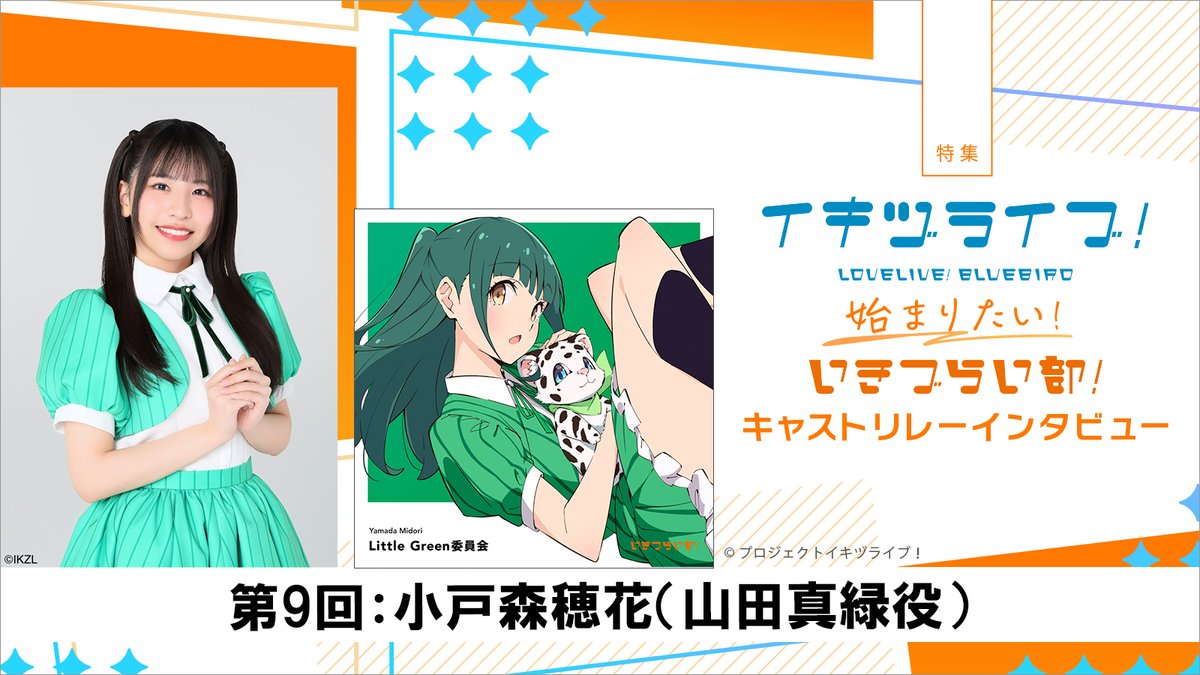 特集
イキヅライブ!
LOVELIVE! BLUEBIRD
始まりたい!
いきづらい部!
キャストリレーインタビュー
Yamada Midori
Little Green委員会
いきづらい部!
©IKZL
©プロジェクトイキヅライブ!
第9回:小戸森穂花(山田真緑役)